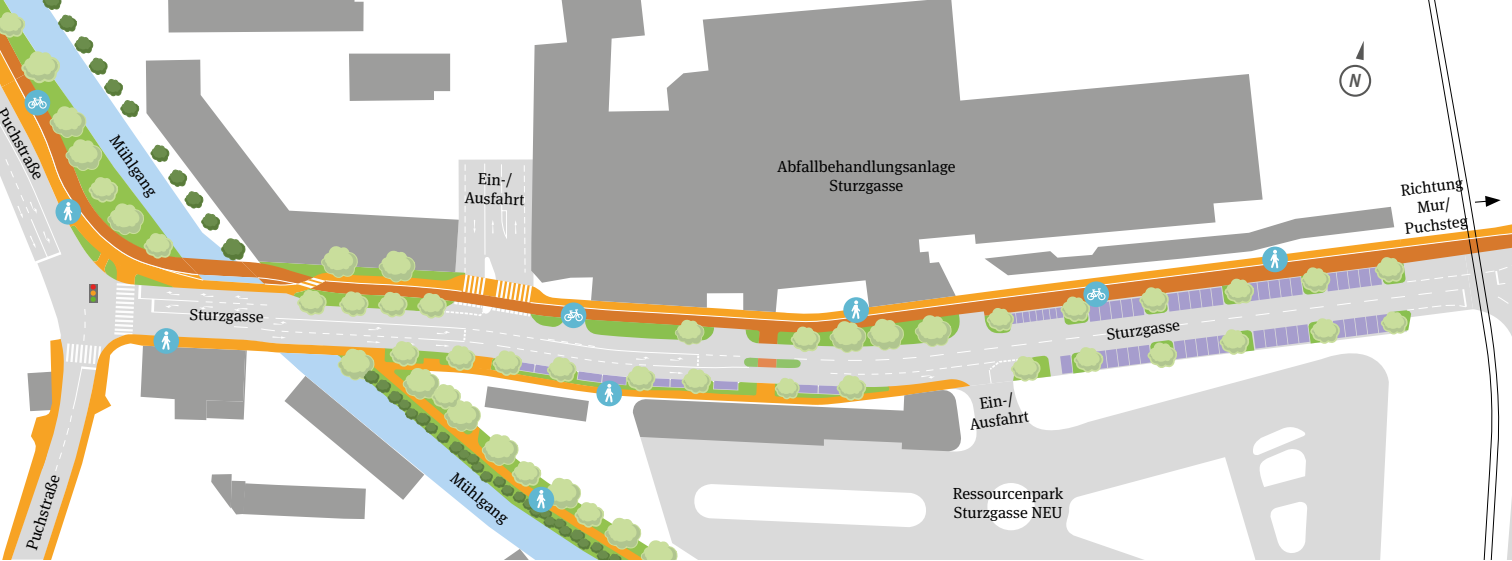 Puchstraße
Mühlgang
Ein-/
Ausfahrt
Abfallbehandlungsanlage
Sturzgasse
N
Richtung
Mur/
Puchsteg
Sturzgasse
Sturzgasse
Ein-/
Ausfahrt
Mühlgang
Ressourcenpark
Sturzgasse NEU
Puchstraße